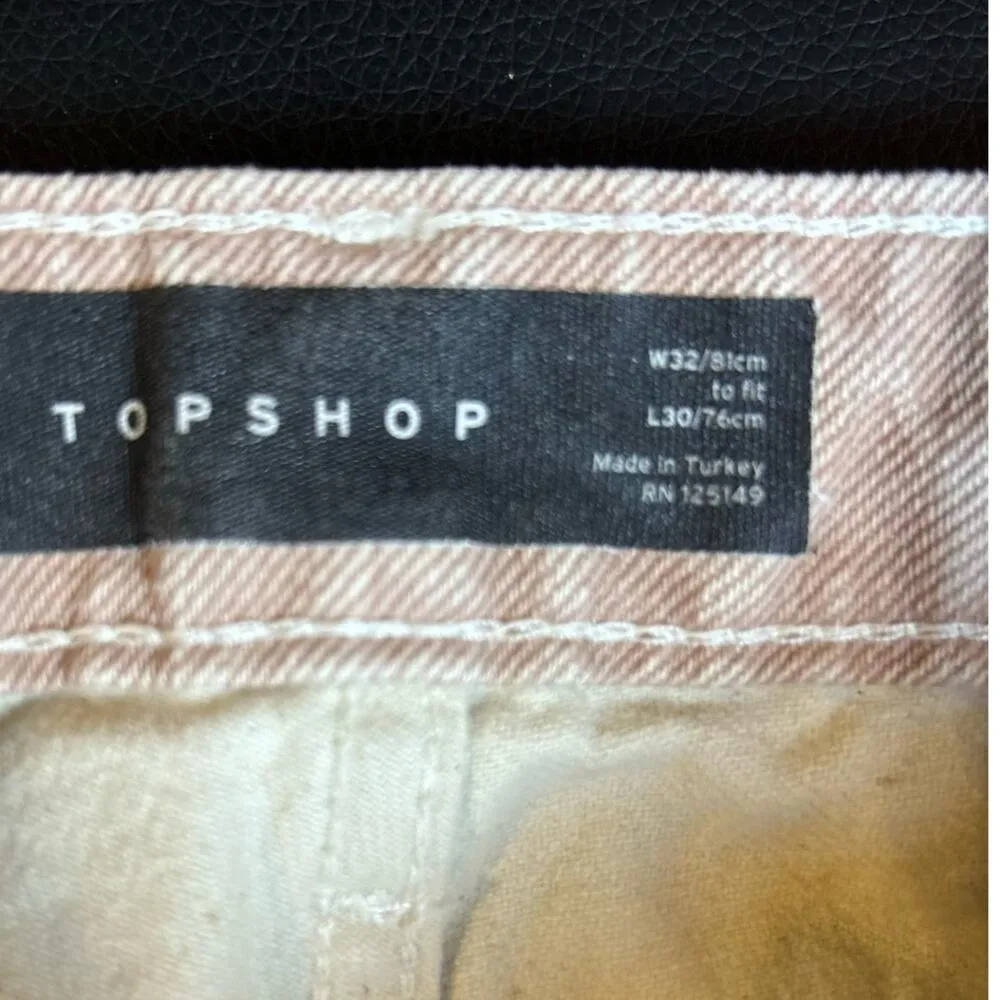 TOPSHOP
W32/81cm
to fit
L30/76cm
Made in Turkey
RN 125149